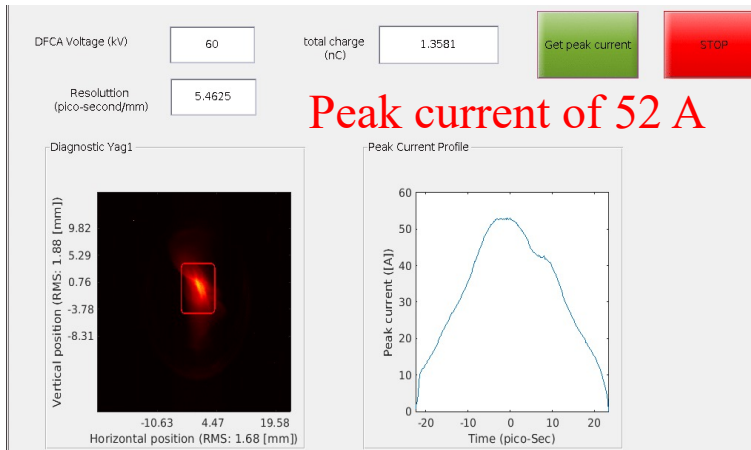 DFCA Voltage (kV)
60
total charge
(nC)
1.3581
Get peak current
STOP
Resoluttion
(pico-second/mm)
5.4625
Peak current of 52 A
Diagnostic Yag1
Vertical position (RMS: 1.88 [mm])
9.82
5.29
0.76
-3.78
-8.31
-10.63
4.47
19.58
Horizontal position (RMS: 1.68 [mm])
Peak Current Profile
Peak current ([A])
60
50
40
30
20
10
0
-20
-10
0
10
20
Time (pico-Sec)